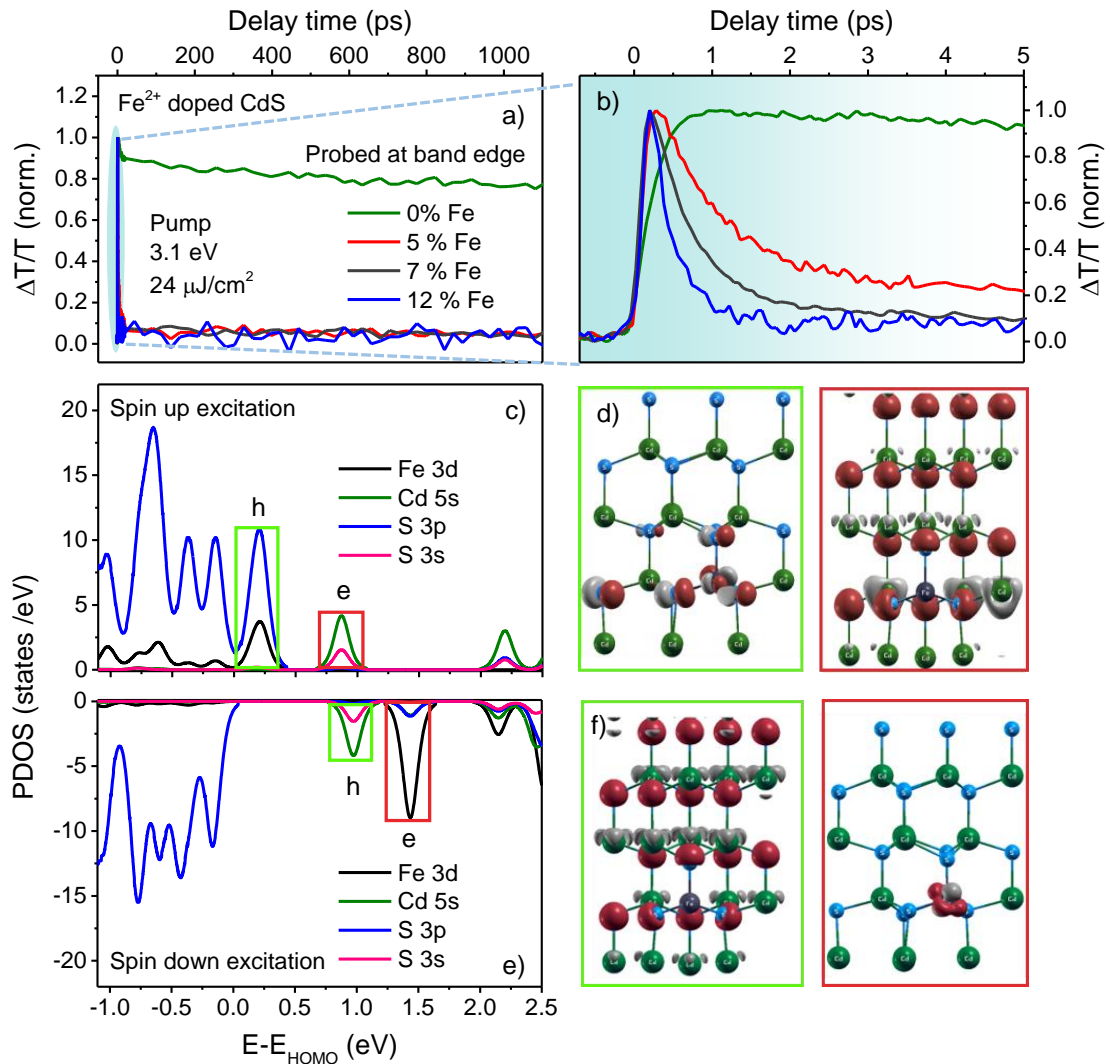 Delay time (ps)
0 200 400 600 800 1000
Fe2+ doped CdS
a)
Probed at band edge
Pump
3.1 eV
24 μJ/cm2
0% Fe
5 % Fe
7 % Fe
12 % Fe
ΔT/T (norm.)
1.2
1.0
0.8
0.6
0.4
0.2
0.0
Delay time (ps)
0 1 2 3 4 5
b)
ΔT/T (norm.)
1.0
0.8
0.6
0.4
0.2
0.0
Spin up excitation
c)
Fe 3d
Cd 5s
S 3p
S 3s
h
e
20
15
10
5
0
PDOS (states /eV)
d)
0
-5
-10
-15
-20
h
e
Fe 3d
Cd 5s
S 3p
S 3s
Spin down excitation
e)
-1.0 -0.5 0.0 0.5 1.0 1.5 2.0 2.5
E-EHOMO (eV)
f)